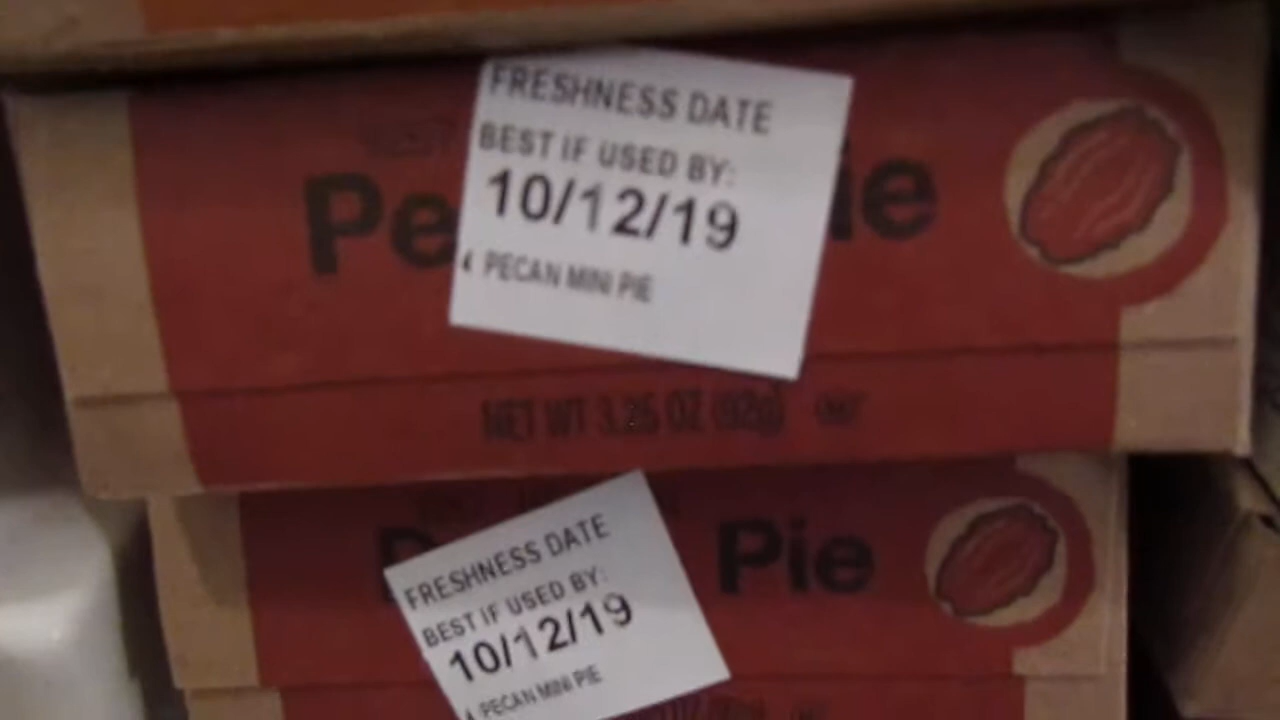 FRESHNESS DATE
BEST IF USED BY:
10/12/19
PECAN MINI PIE
Pe ie
NET WT 3.25 OZ (92g)
Pie
FRESHNESS DATE
BEST IF USED BY:
10/12/19
PECAN MINI PIE